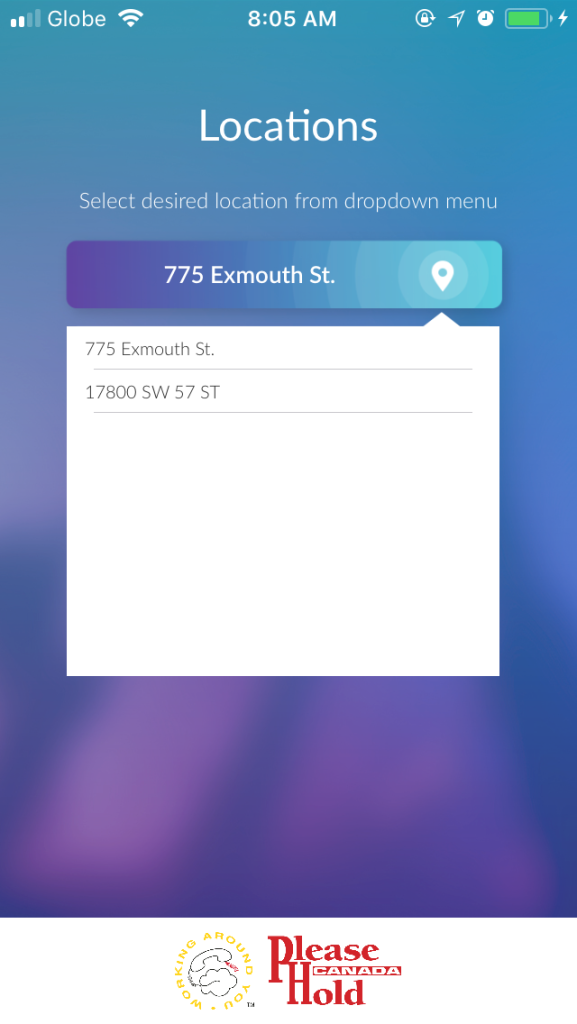 Globe 8:05 AM
Locations
Select desired location from dropdown menu
775 Exmouth St.
775 Exmouth St.
17800 SW 57 ST
WORKING AROUND YOU • TM
Please
CANADA
Hold